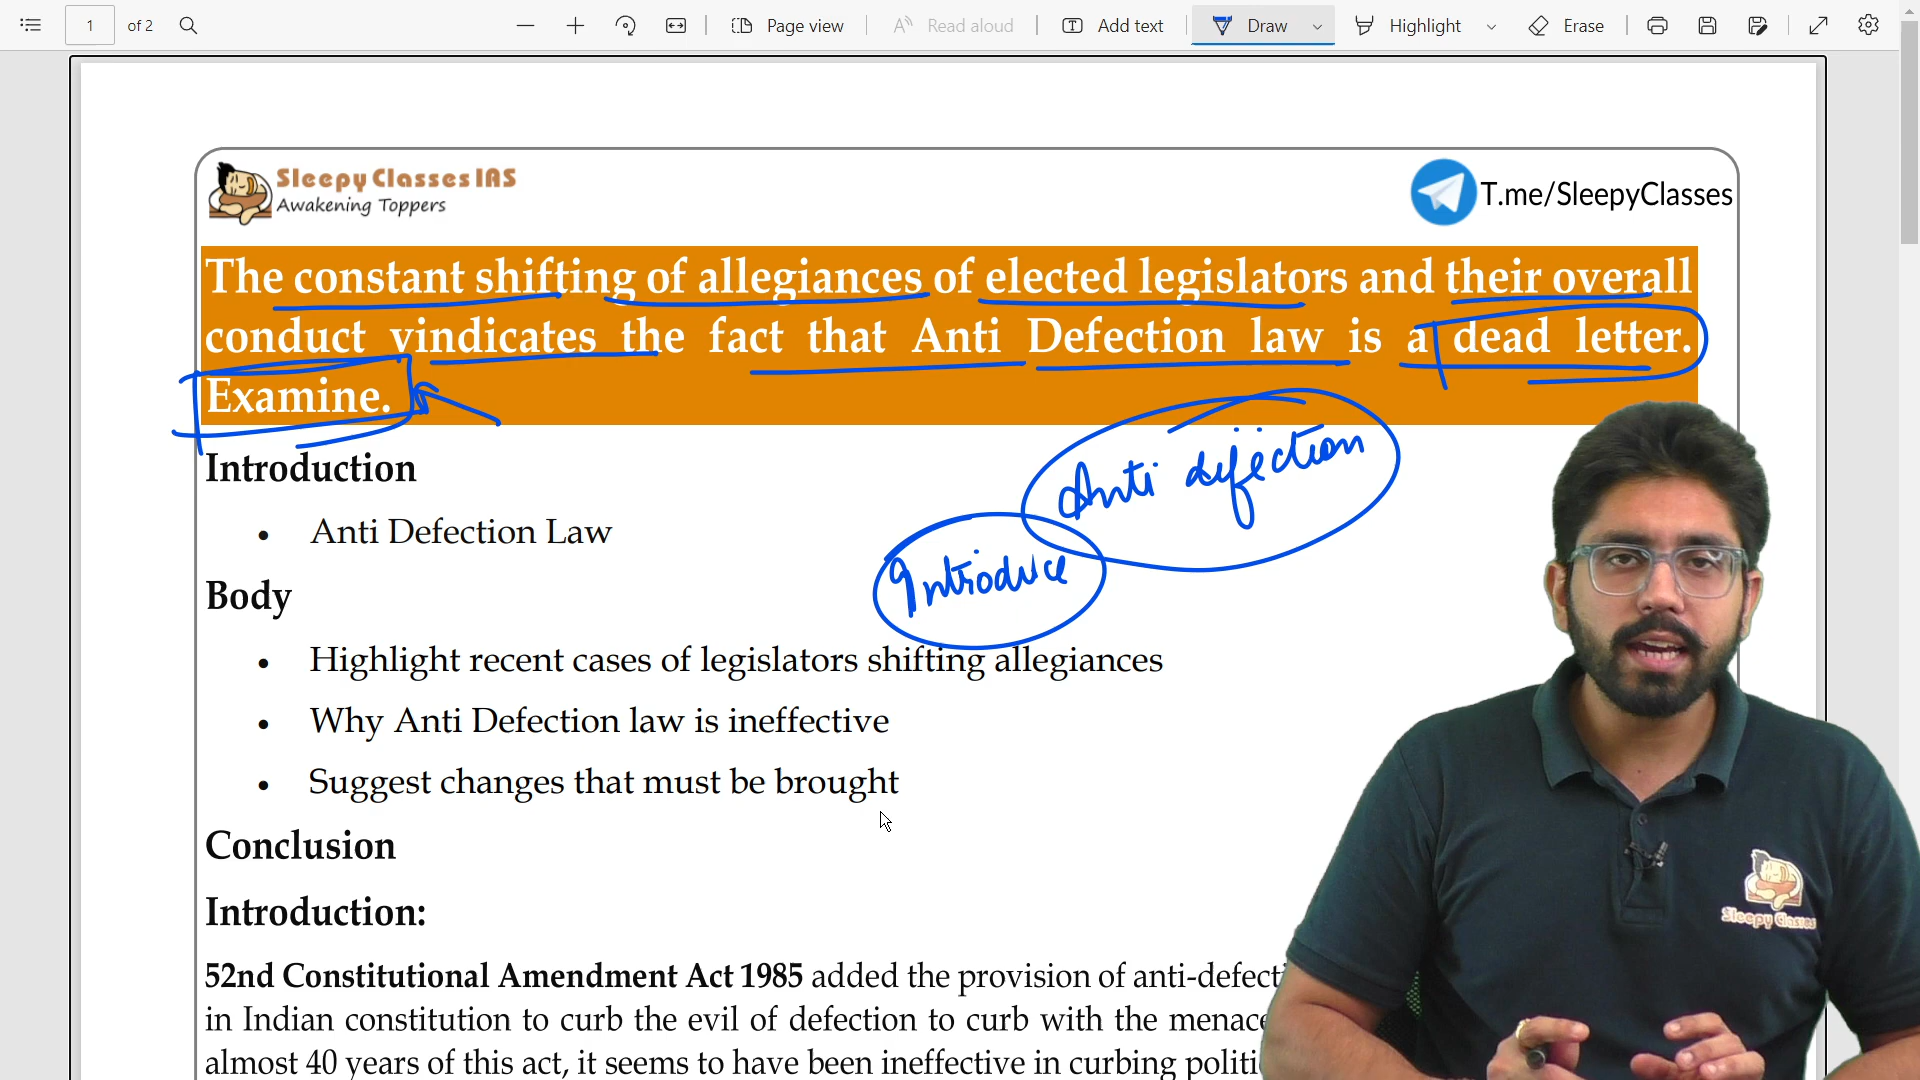 1 of 2 Page view Read aloud Add text Draw Highlight Erase
Sleepy Classes IAS
Awakening Toppers
T.me/SleepyClasses
The constant shifting of allegiances of elected legislators and their overall
conduct vindicates the fact that Anti Defection law is a dead letter.
Examine.
Anti defection
Introduction
Anti Defection Law
Introduce
Body
• Highlight recent cases of legislators shifting allegiances
• Why Anti Defection law is ineffective
• Suggest changes that must be brought
Conclusion
Sleepy Classes
Introduction:
52nd Constitutional Amendment Act 1985 added the provision of
in Indian constitution to curb the evil of defection to curb with the
almost 40 years of this act, it seems to have been ineffective in curbing